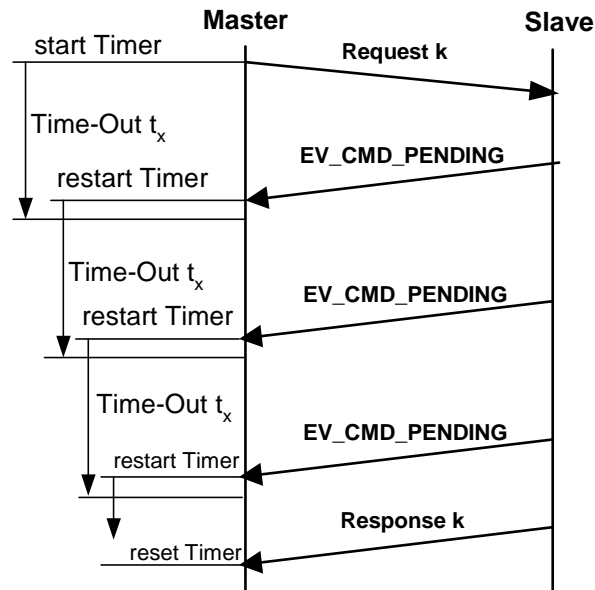 Master
Slave
start Timer
Request k
Time-Out tx
EV_CMD_PENDING
restart Timer
Time-Out tx
EV_CMD_PENDING
restart Timer
Time-Out tx
EV_CMD_PENDING
restart Timer
Response k
reset Timer